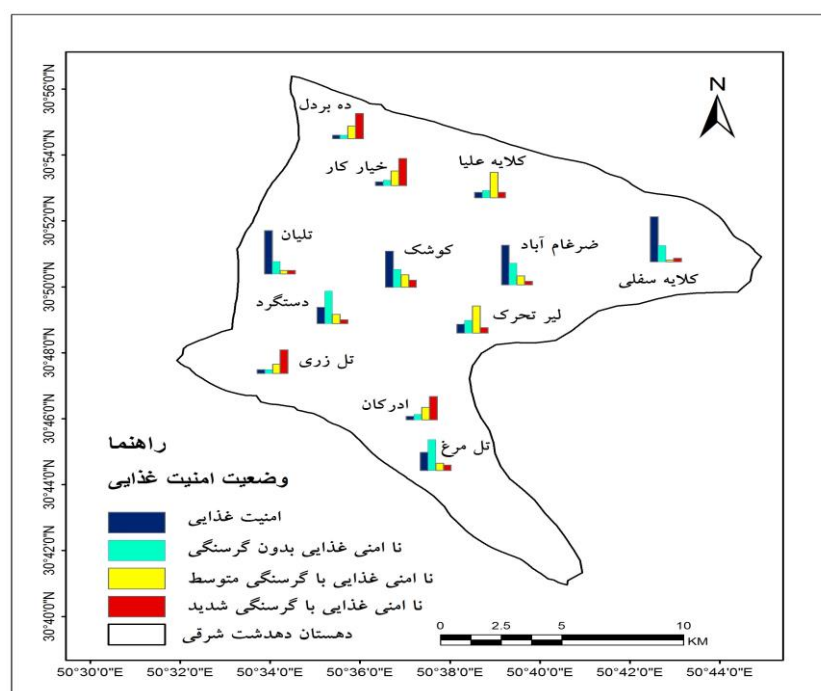 N
ده بردل
خیار کار
کلایه علیا
تلیان
کوشک
ضرغام آباد
کلایه سفلی
دستگرد
لیر تحرک
تل زری
ادرکان
تل مرغ
راهنما
وضعیت امنیت غذایی
امنیت غذایی
نا امنی غذایی بدون گرسنگی
نا امنی غذایی با گرسنگی متوسط
نا امنی غذایی با گرسنگی شدید
دهستان دهدشت شرقی
0 2.5 5 10
KM
30°56'0"N
30°54'0"N
30°52'0"N
30°50'0"N
30°48'0"N
30°46'0"N
30°44'0"N
30°42'0"N
30°40'0"N
50°30'0"E 50°32'0"E 50°34'0"E 50°36'0"E 50°38'0"E 50°40'0"E 50°42'0"E 50°44'0"E